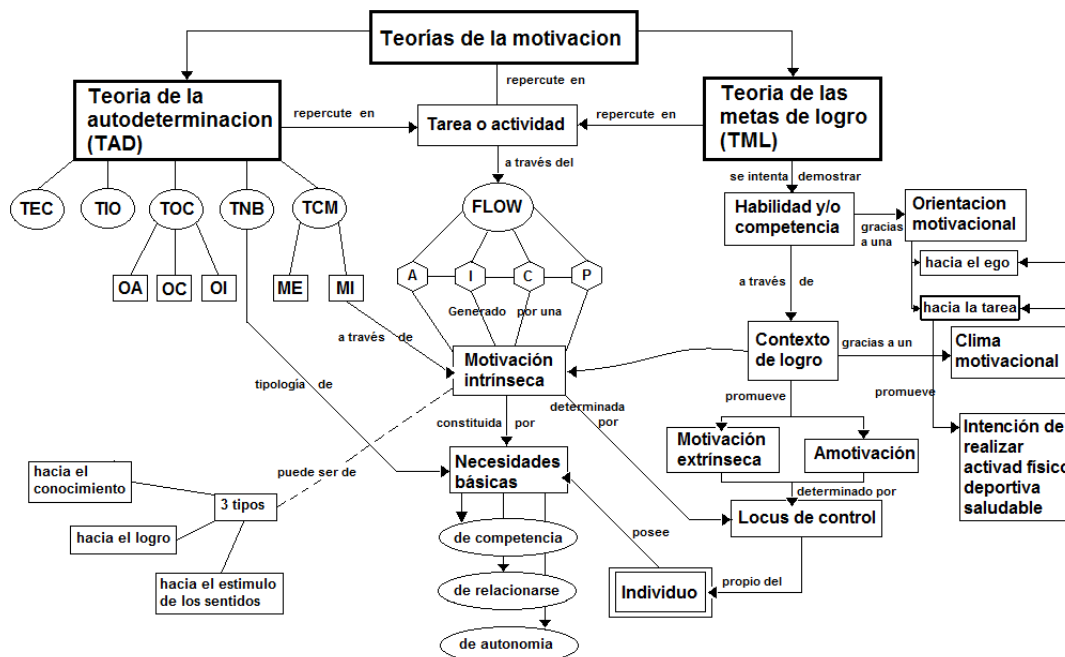 Teorías de la motivacion
repercute en
Teoria de la
autodeterminacion
(TAD)
repercute en
Tarea o actividad
repercute en
Teoria de las
metas de logro
(TML)
a través del
se intenta demostrar
TEC
TIO
TOC
TNB
TCM
FLOW
Habilidad y/o
competencia
gracias
a una
Orientacion
motivacional
hacia el ego
OA
OC
OI
ME
MI
A
I
C
P
a través de
hacia la tarea
Generado por una
a través de
Motivación
intrínseca
Contexto
de logro
gracias a un
Clima
motivacional
tipología de
determinada
por
promueve
promueve
constituida por
Motivación
extrínseca
Amotivación
Intención de
realizar
activad fisico
deportiva
saludable
hacia el
conocimiento
puede ser de
Necesidades
básicas
determinado por
3 tipos
Locus de control
hacia el logro
de competencia
posee
hacia el estimulo
de los sentidos
de relacionarse
Individuo
propio del
de autonomia